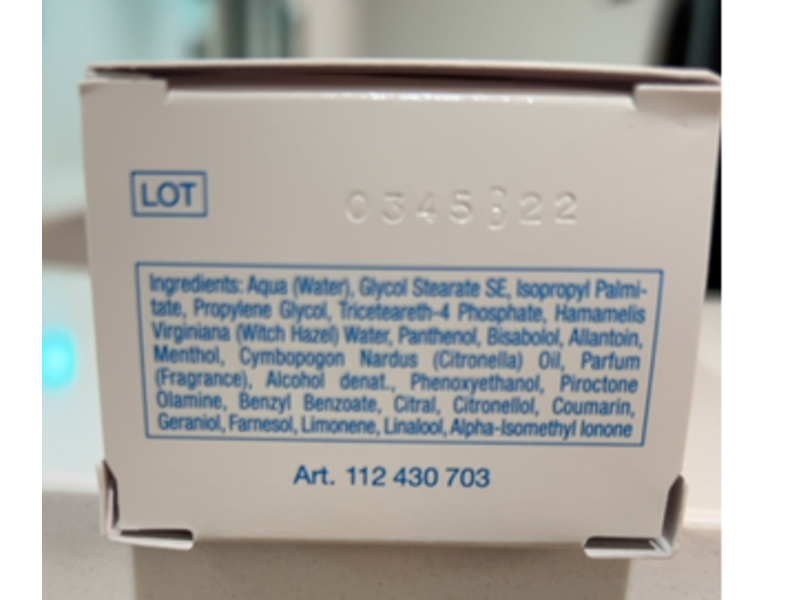 LOT
Ingredients: Aqua (Water), Glycol Stearate SE, Isopropyl Palmi-
tate, Propylene Glycol, Triceteareth-4 Phosphate, Hamamelis
Virginiana (Witch Hazel) Water, Panthenol, Bisabolol, Allantoin,
Menthol, Cymbopogon Nardus (Citronella) Oil, Parfum
(Fragrance), Alcohol denat., Phenoxyethanol, Piroctone
Olamine, Benzyl Benzoate, Citral, Citronellol, Coumarin,
Geraniol, Farnesol, Limonene, Linalool, Alpha-Isomethyl Ionone
Art. 112 430 703